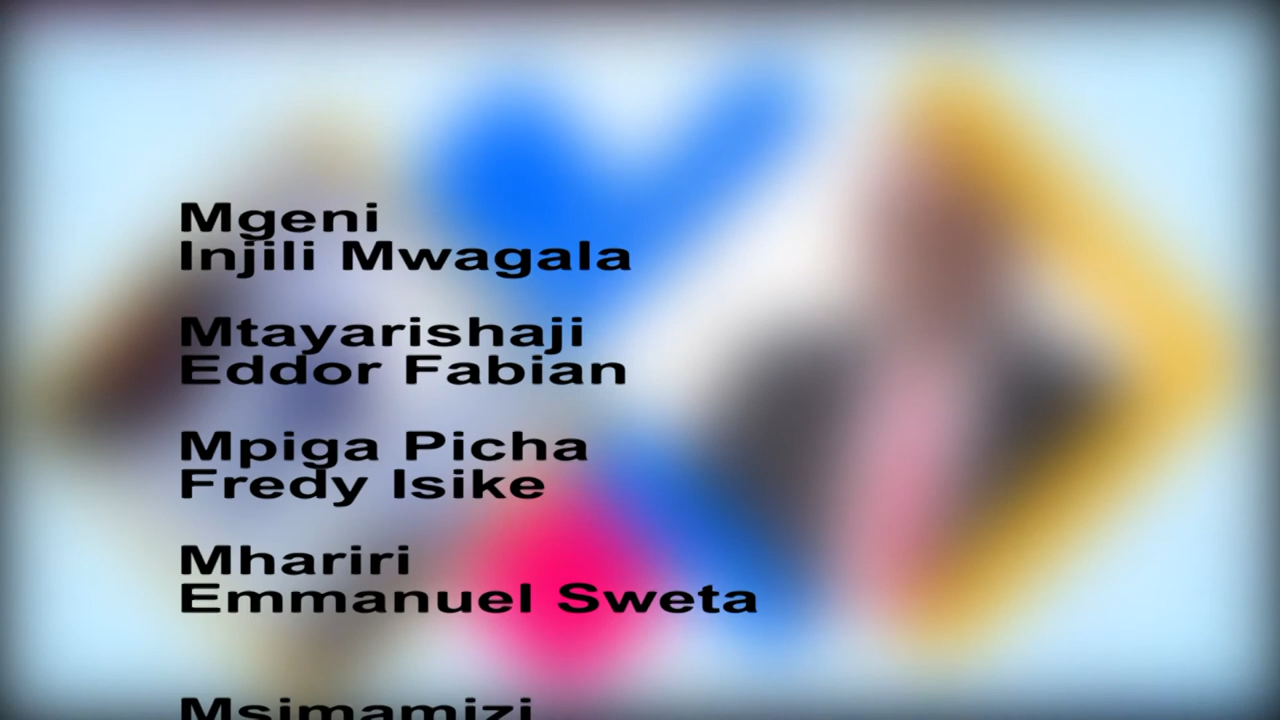 Mgeni
Injili Mwagala
Mtayarishaji
Eddor Fabian
Mpiga Picha
Fredy Isike
Mhariri
Emmanuel Sweta
Msimamizi